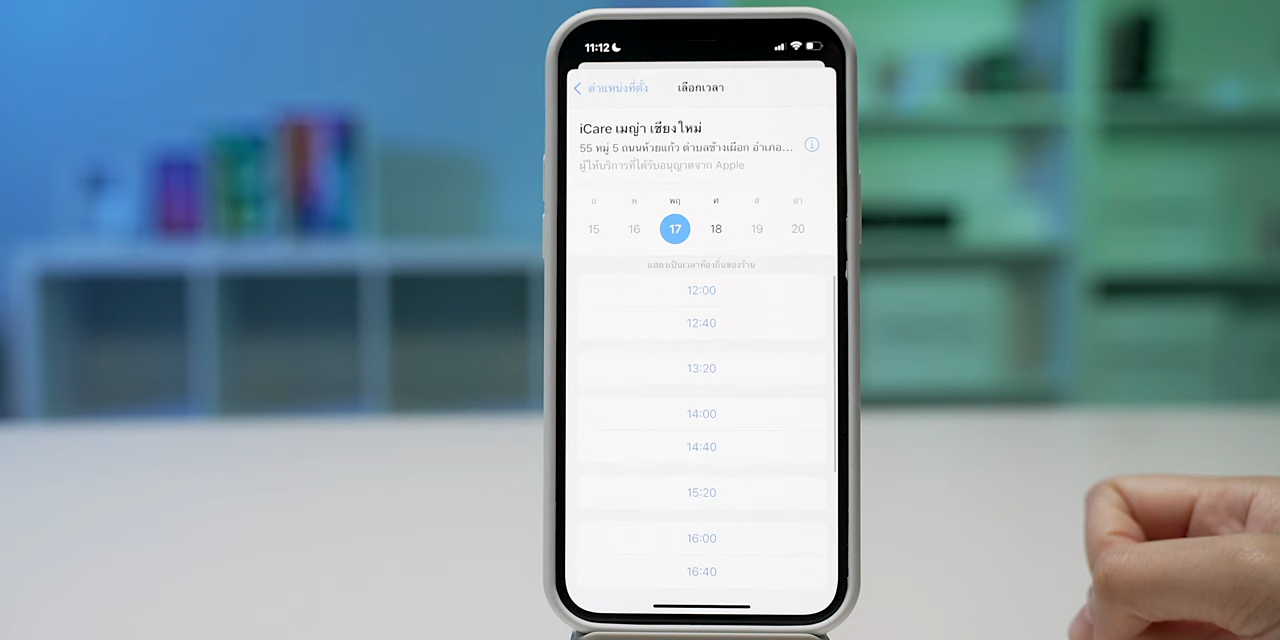 11:12
ตำแหน่งที่ตั้ง เลือกเวลา
iCare เมญ่า เชียงใหม่
55 หมู่ 5 ถนนห้วยแก้ว ตำบลช้างเผือก อำเภอ...
ผู้ให้บริการที่ได้รับอนุญาตจาก Apple
อ พ พฤ ศ ส อา
15 16 17 18 19 20
แสดงเป็นเวลาท้องถิ่นของร้าน
12:00
12:40
13:20
14:00
14:40
15:20
16:00
16:40